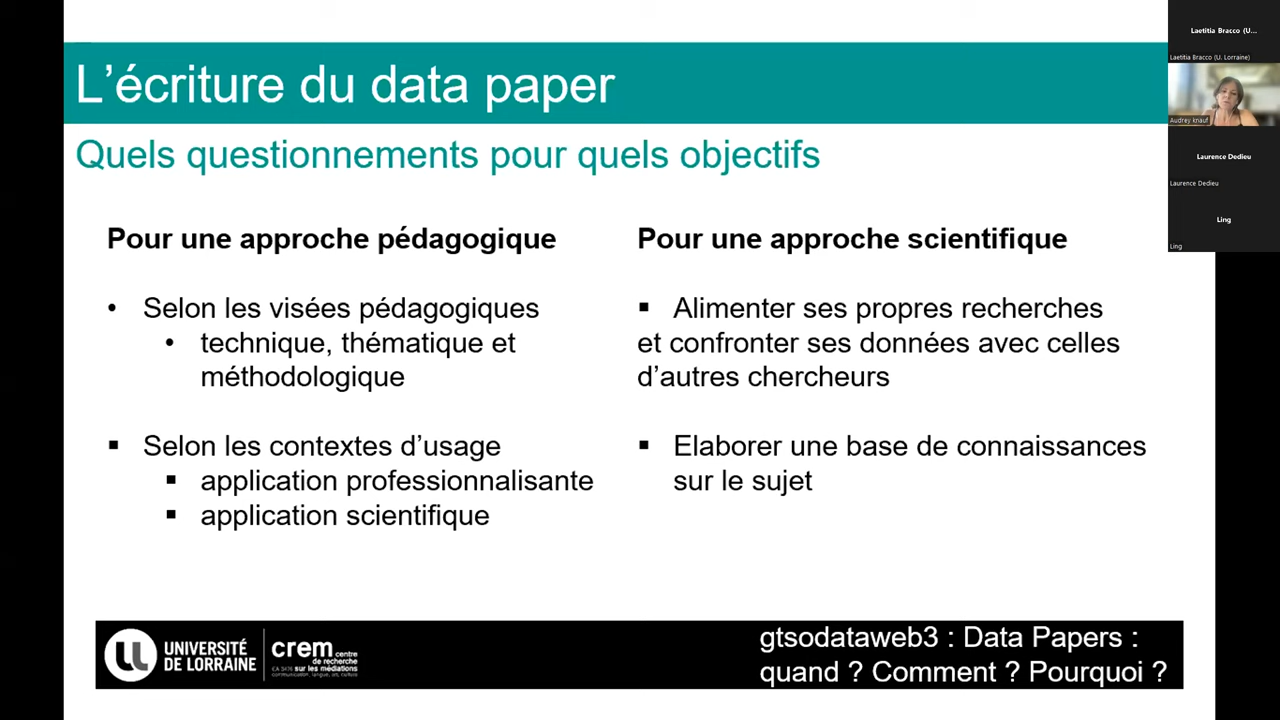 L'écriture du data paper
Quels questionnements pour quels objectifs
Pour une approche pédagogique
• Selon les visées pédagogiques
• technique, thématique et
méthodologique
▪ Selon les contextes d'usage
▪ application professionnalisante
▪ application scientifique
Pour une approche scientifique
▪ Alimenter ses propres recherches
et confronter ses données avec celles
d'autres chercheurs
▪ Elaborer une base de connaissances
sur le sujet
UNIVERSITÉ
DE LORRAINE
crem centre
de recherche
sur les médiations
communication, langue, art, culture
gtsodataweb3 : Data Papers :
quand ? Comment ? Pourquoi ?
Laetitia Bracco (U...
Laetitia Bracco (U. Lorraine)
Audrey knauf
Laurence Dedieu
Laurence Dedieu
Ling
Ling